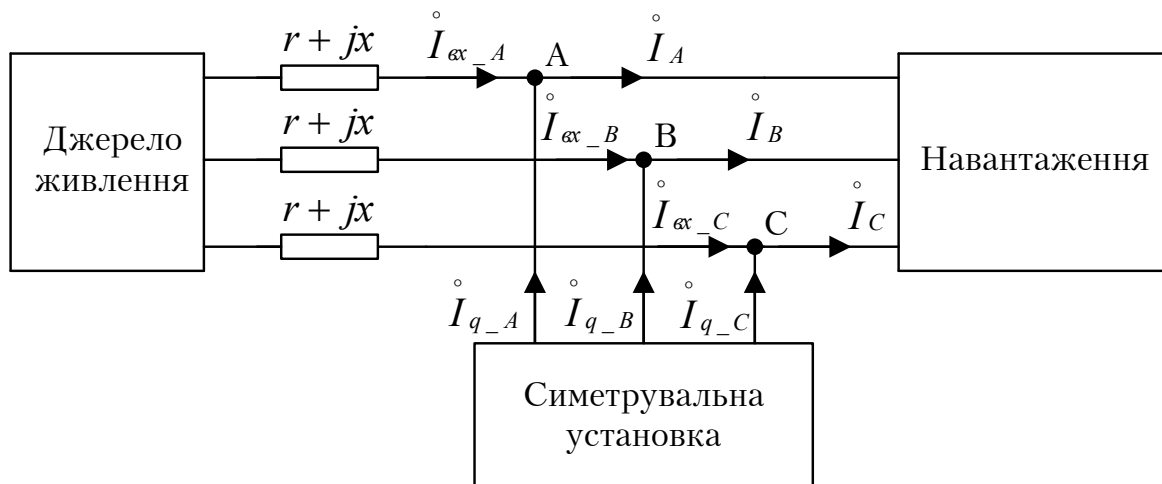 r + jx
İвх_A
A
İA
r + jx
İвх_B
B
İB
Джерело
живлення
Навантаження
r + jx
İвх_C
C
İC
İq_A
İq_B
İq_C
Симетрувальна
установка